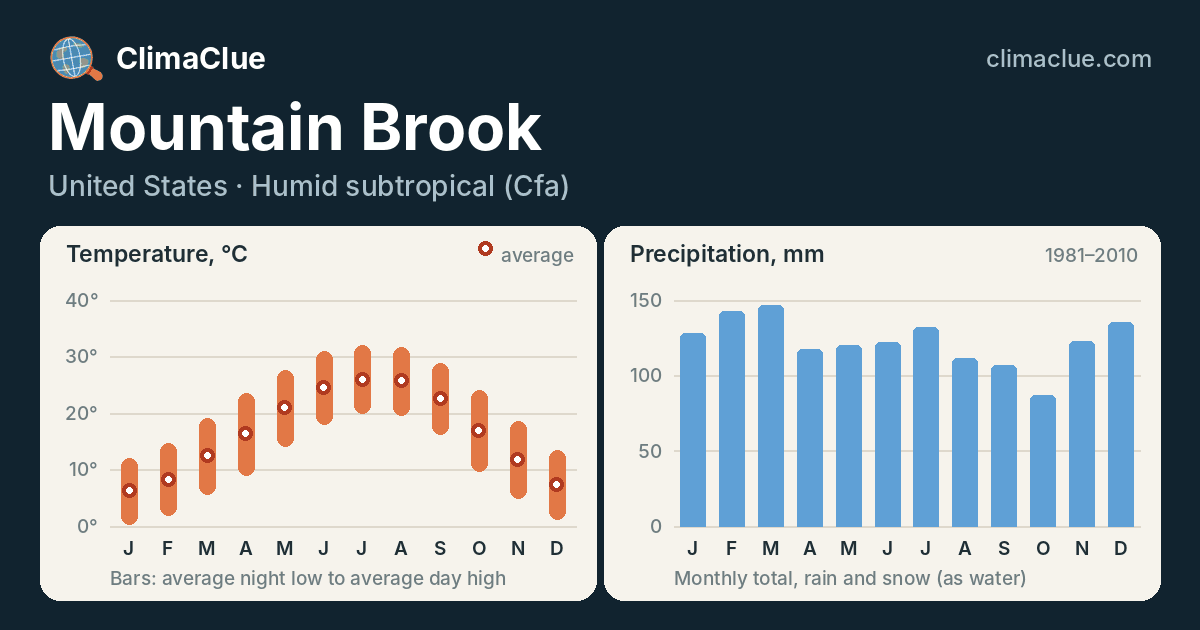 ClimaClue
climaclue.com
Mountain Brook
United States · Humid subtropical (Cfa)
Temperature, °C
average
40°
30°
20°
10°
0°
J F M A M J J A S O N D
Bars: average night low to average day high
Precipitation, mm
1981–2010
150
100
50
0
J F M A M J J A S O N D
Monthly total, rain and snow (as water)